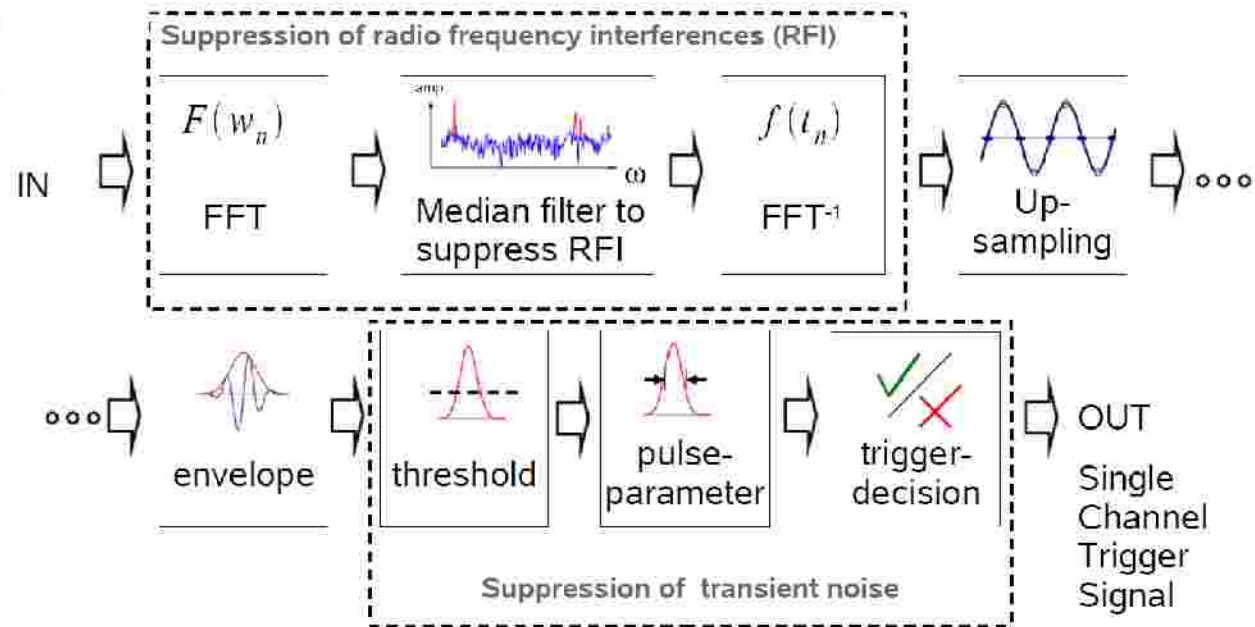 Suppression of radio frequency interferences (RFI)
IN
F(w_n)
FFT
amp
ω
Median filter to
suppress RFI
f(t_n)
FFT⁻¹
Up-
sampling
envelope
threshold
pulse-
parameter
trigger-
decision
OUT
Single
Channel
Trigger
Signal
Suppression of transient noise